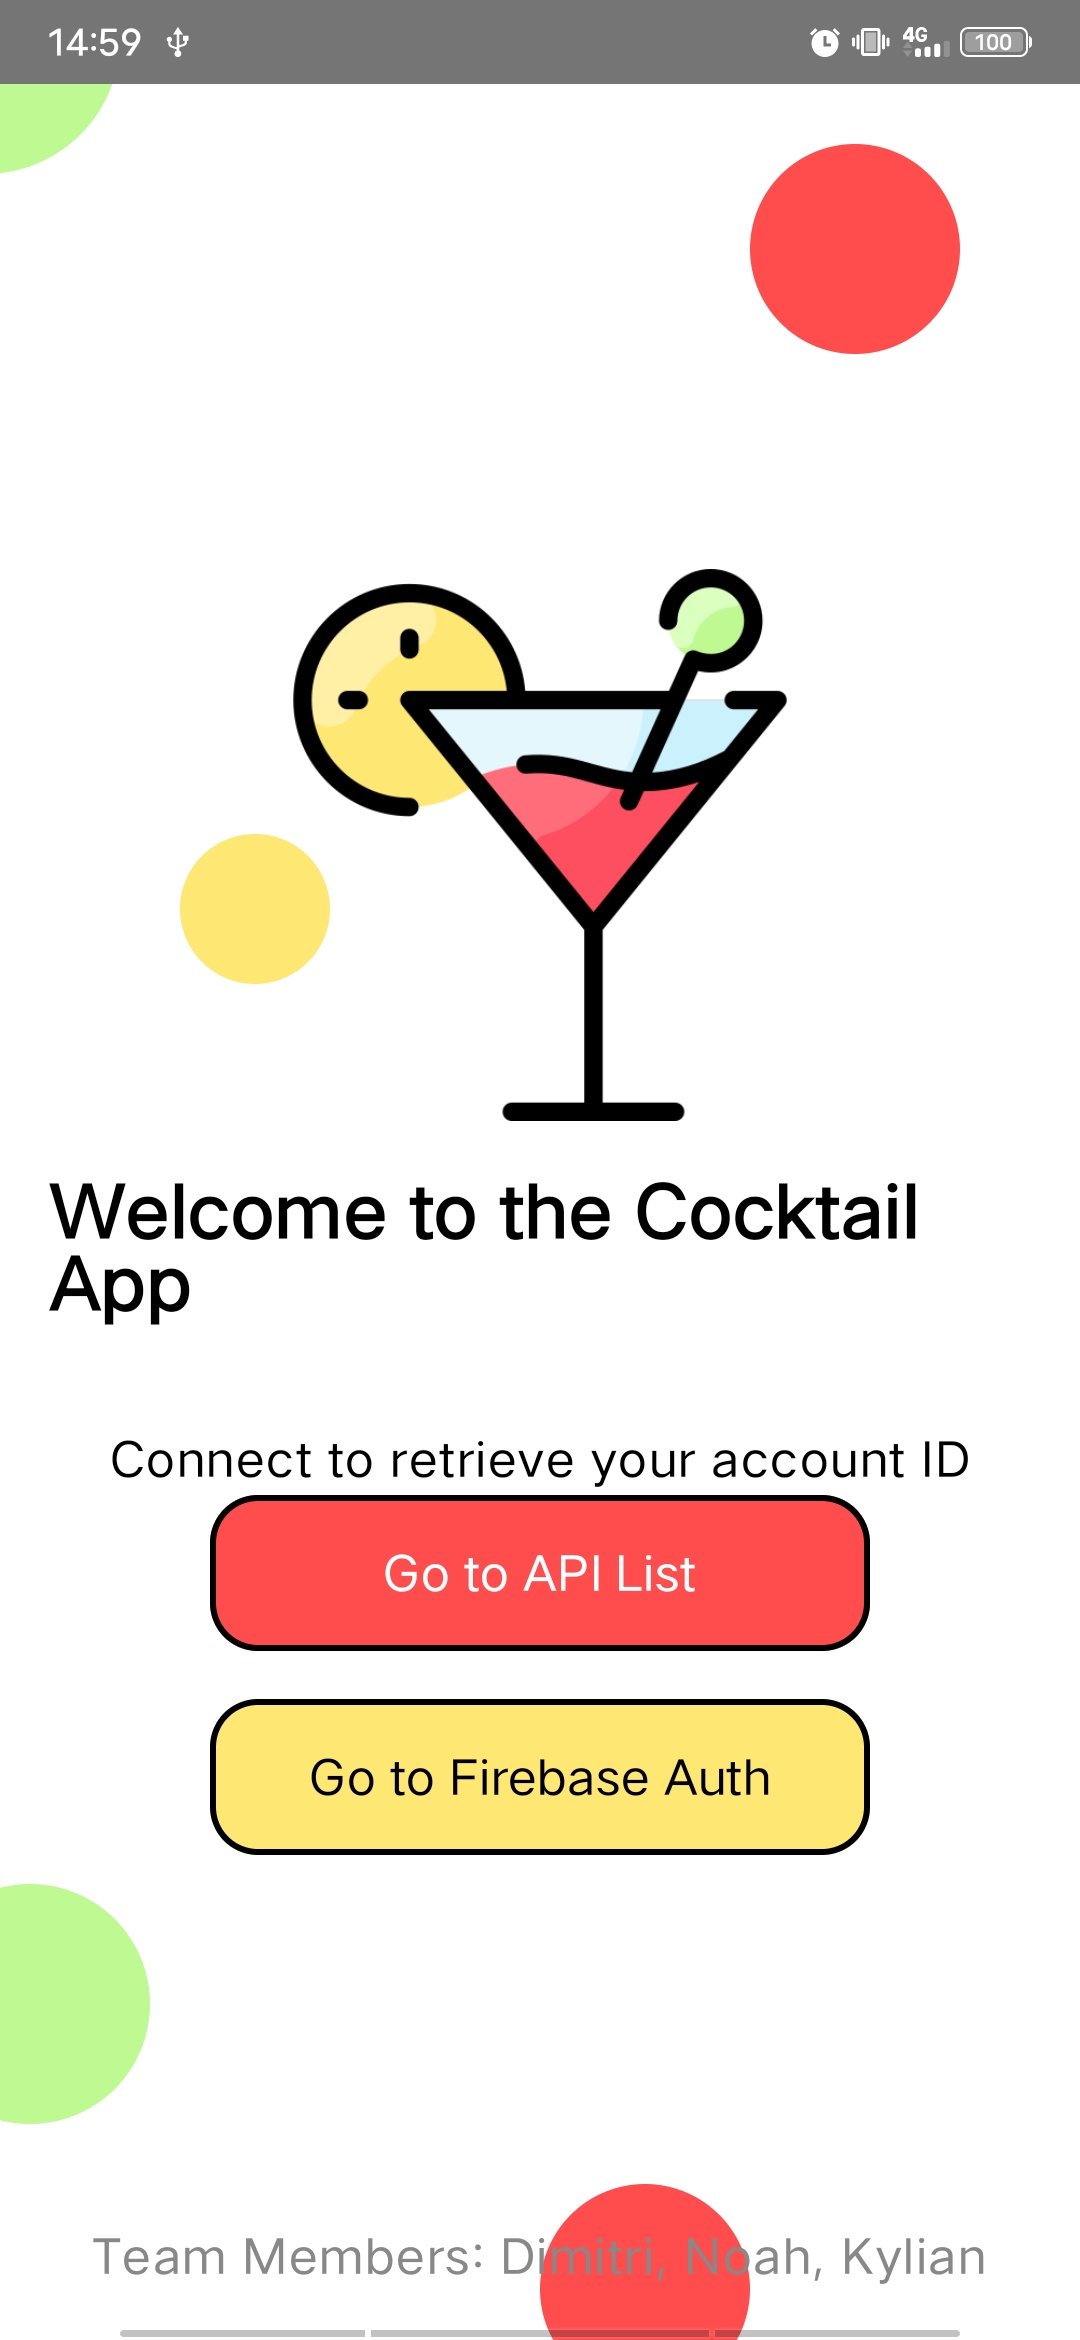 14:59 4G 100
Welcome to the Cocktail
App
Connect to retrieve your account ID
Go to API List
Go to Firebase Auth
Team Members: Dimitri, Noah, Kylian